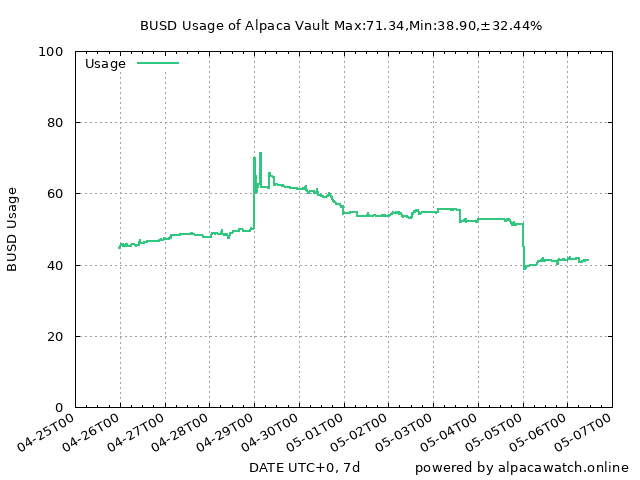 BUSD Usage of Alpaca Vault Max:71.34,Min:38.90,±32.44%
100
Usage
80
60
BUSD Usage
40
20
0
04-25T00 04-26T00 04-27T00 04-28T00 04-29T00 04-30T00 05-01T00 05-02T00 05-03T00 05-04T00 05-05T00 05-06T00 05-07T00
DATE UTC+0, 7d powered by alpacawatch.online